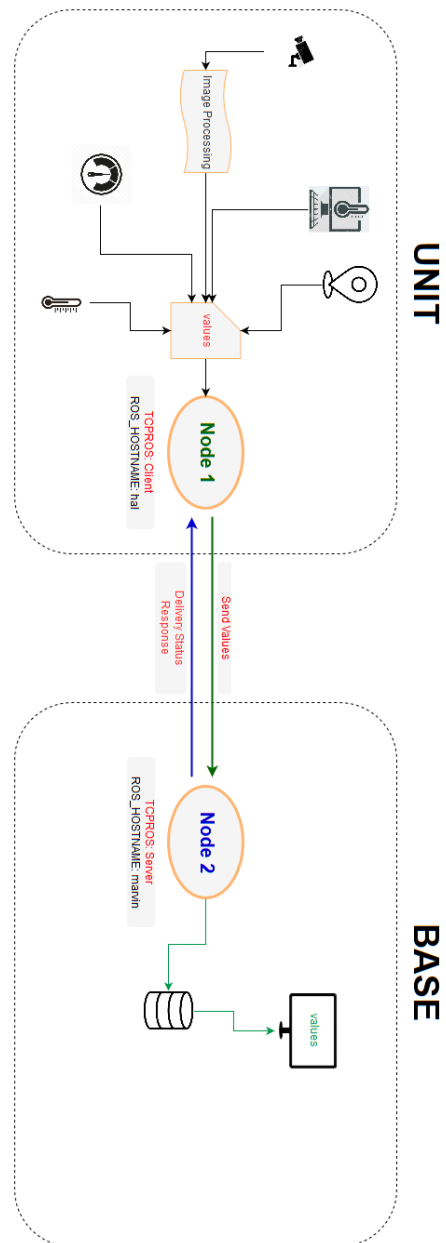 UNIT
BASE
Image Processing
values
Node 1
TCPROS: Client
ROS_HOSTNAME: hal
Send Values
Delivery Status
Response
Node 2
TCPROS: Server
ROS_HOSTNAME: marvin
values